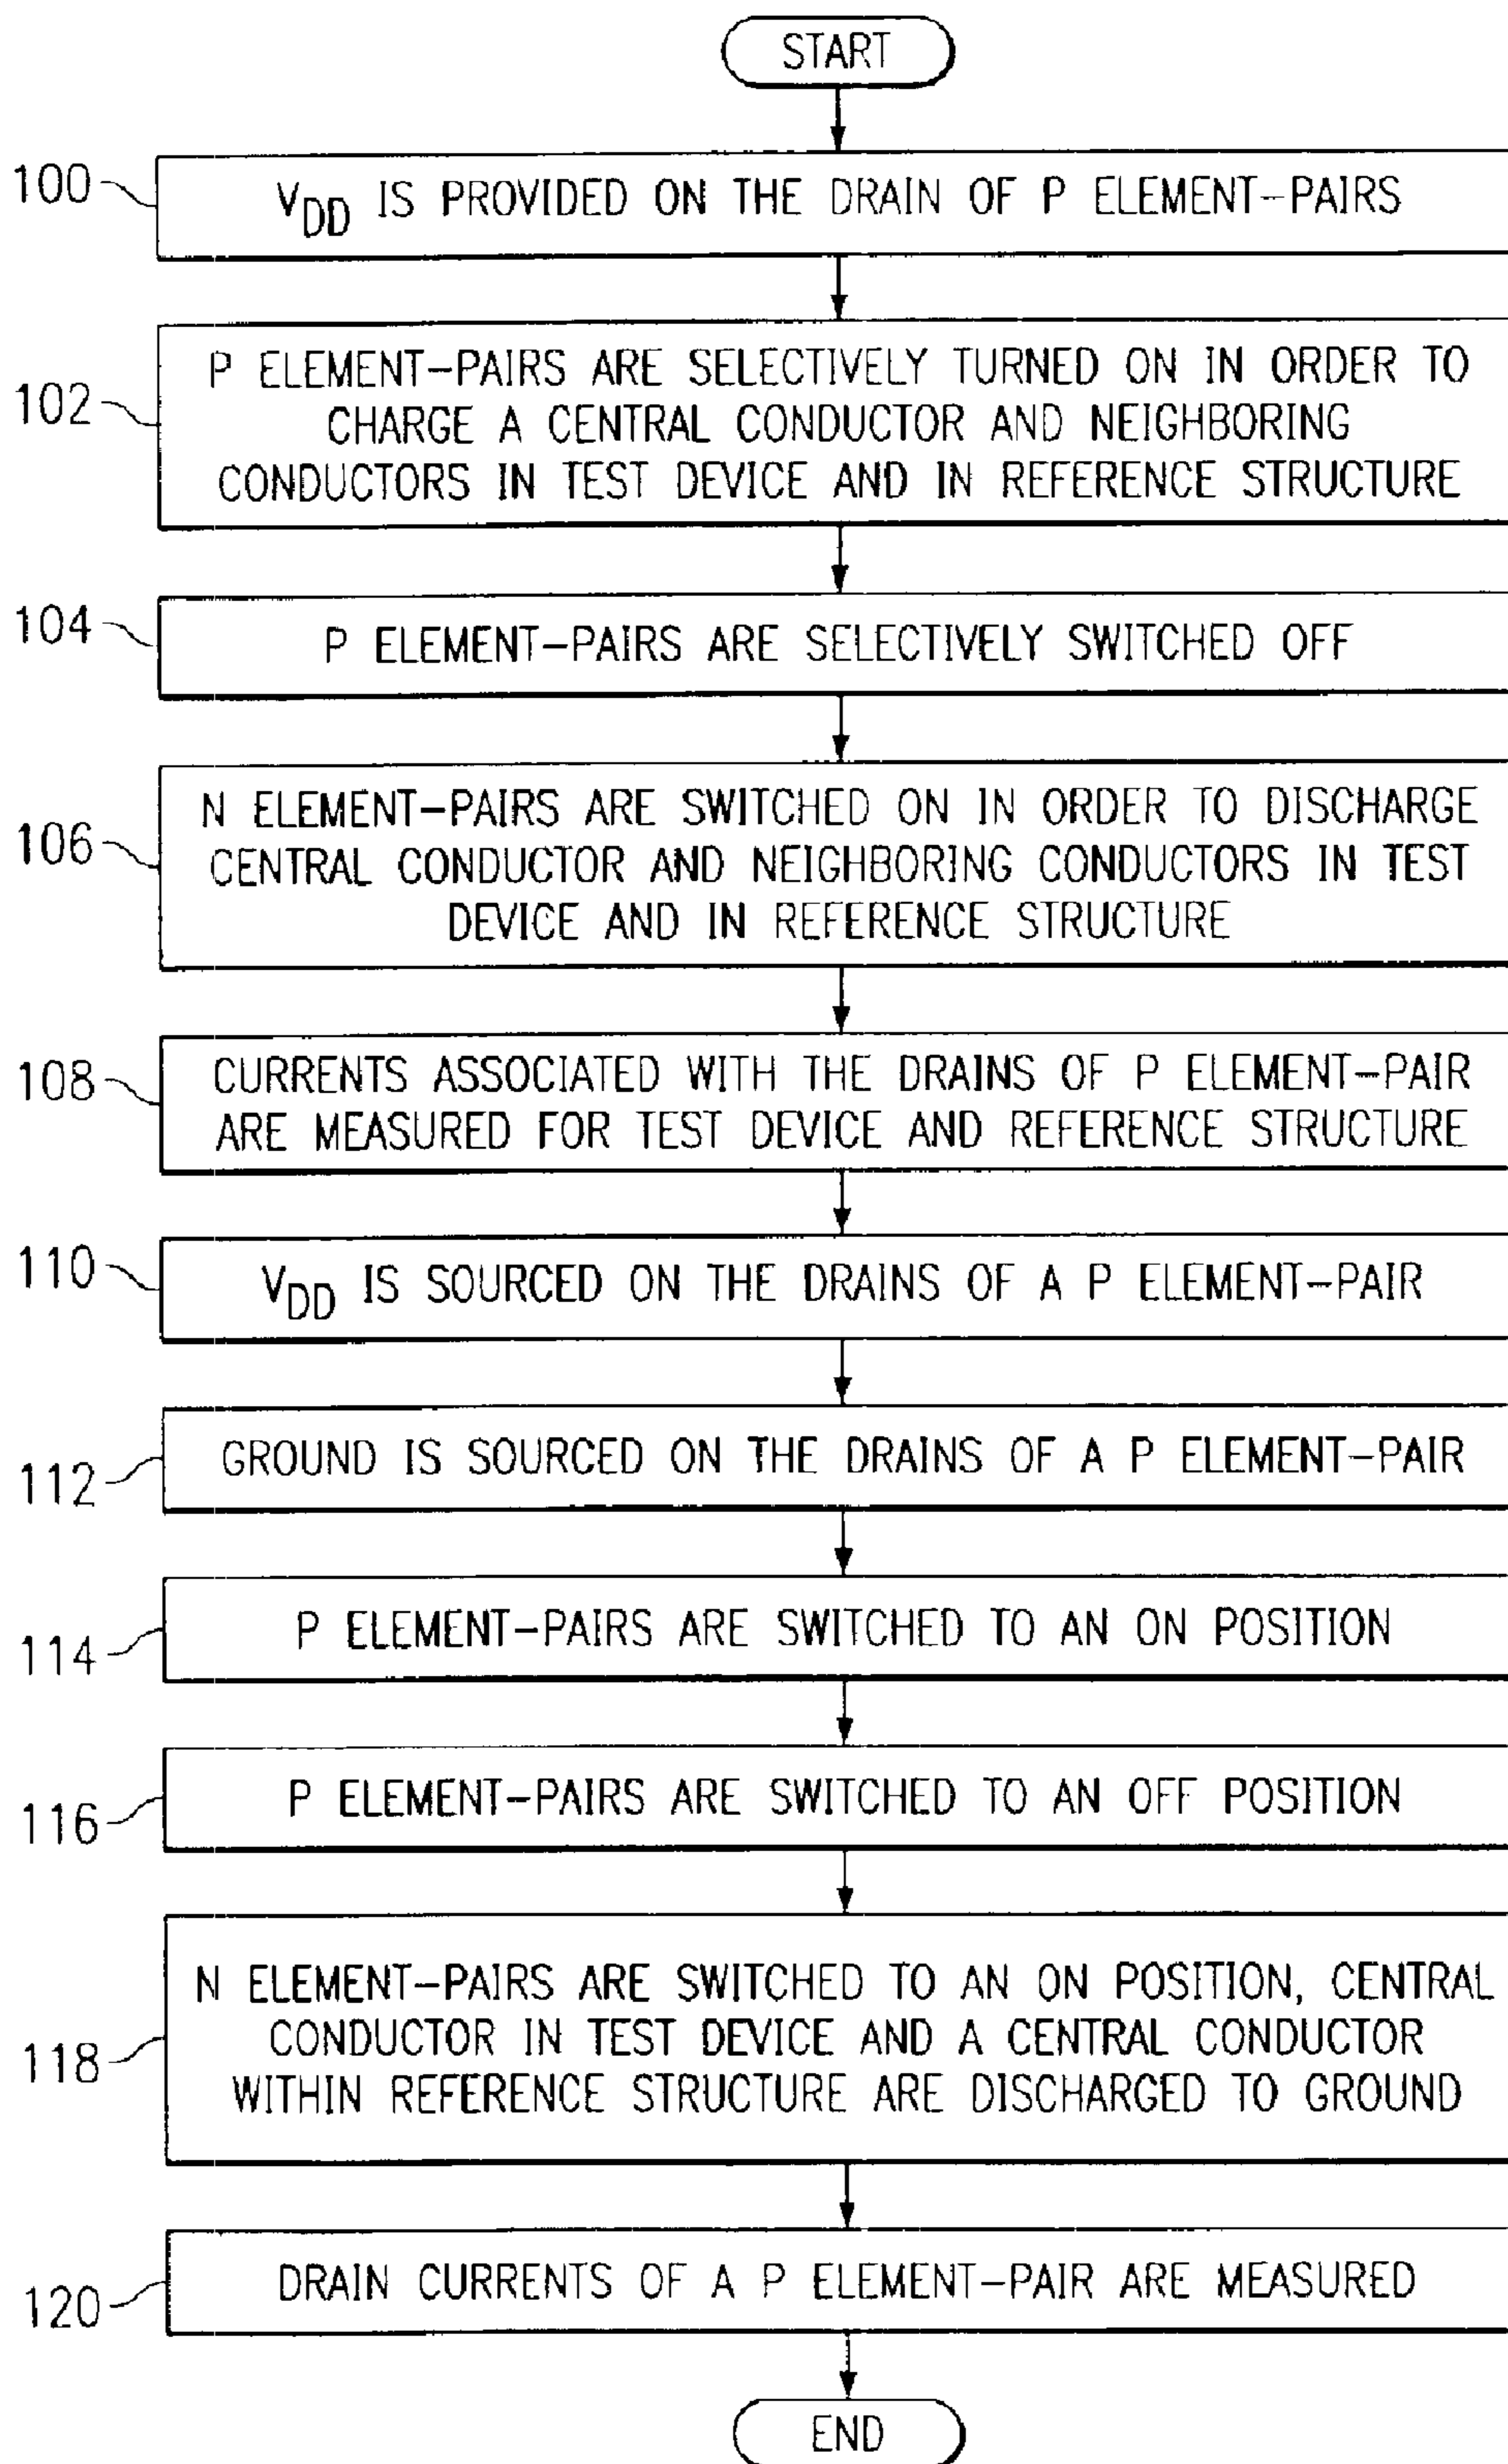 START
100
V_DD IS PROVIDED ON THE DRAIN OF P ELEMENT-PAIRS
102
P ELEMENT-PAIRS ARE SELECTIVELY TURNED ON IN ORDER TO
CHARGE A CENTRAL CONDUCTOR AND NEIGHBORING
CONDUCTORS IN TEST DEVICE AND IN REFERENCE STRUCTURE
104
P ELEMENT-PAIRS ARE SELECTIVELY SWITCHED OFF
106
N ELEMENT-PAIRS ARE SWITCHED ON IN ORDER TO DISCHARGE
CENTRAL CONDUCTOR AND NEIGHBORING CONDUCTORS IN TEST
DEVICE AND IN REFERENCE STRUCTURE
108
CURRENTS ASSOCIATED WITH THE DRAINS OF P ELEMENT-PAIR
ARE MEASURED FOR TEST DEVICE AND REFERENCE STRUCTURE
110
V_DD IS SOURCED ON THE DRAINS OF A P ELEMENT-PAIR
112
GROUND IS SOURCED ON THE DRAINS OF A P ELEMENT-PAIR
114
P ELEMENT-PAIRS ARE SWITCHED TO AN ON POSITION
116
P ELEMENT-PAIRS ARE SWITCHED TO AN OFF POSITION
118
N ELEMENT-PAIRS ARE SWITCHED TO AN ON POSITION, CENTRAL
CONDUCTOR IN TEST DEVICE AND A CENTRAL CONDUCTOR
WITHIN REFERENCE STRUCTURE ARE DISCHARGED TO GROUND
120
DRAIN CURRENTS OF A P ELEMENT-PAIR ARE MEASURED
END